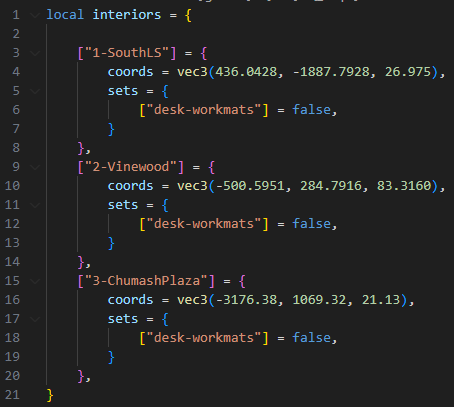 1 local interiors = {
2
3 ["1-SouthLS"] = {
4 coords = vec3(436.0428, -1887.7928, 26.975),
5 sets = {
6 ["desk-workmats"] = false,
7 }
8 },
9 ["2-Vinewood"] = {
10 coords = vec3(-500.5951, 284.7916, 83.3160),
11 sets = {
12 ["desk-workmats"] = false,
13 }
14 },
15 ["3-ChumashPlaza"] = {
16 coords = vec3(-3176.38, 1069.32, 21.13),
17 sets = {
18 ["desk-workmats"] = false,
19 }
20 },
21 }